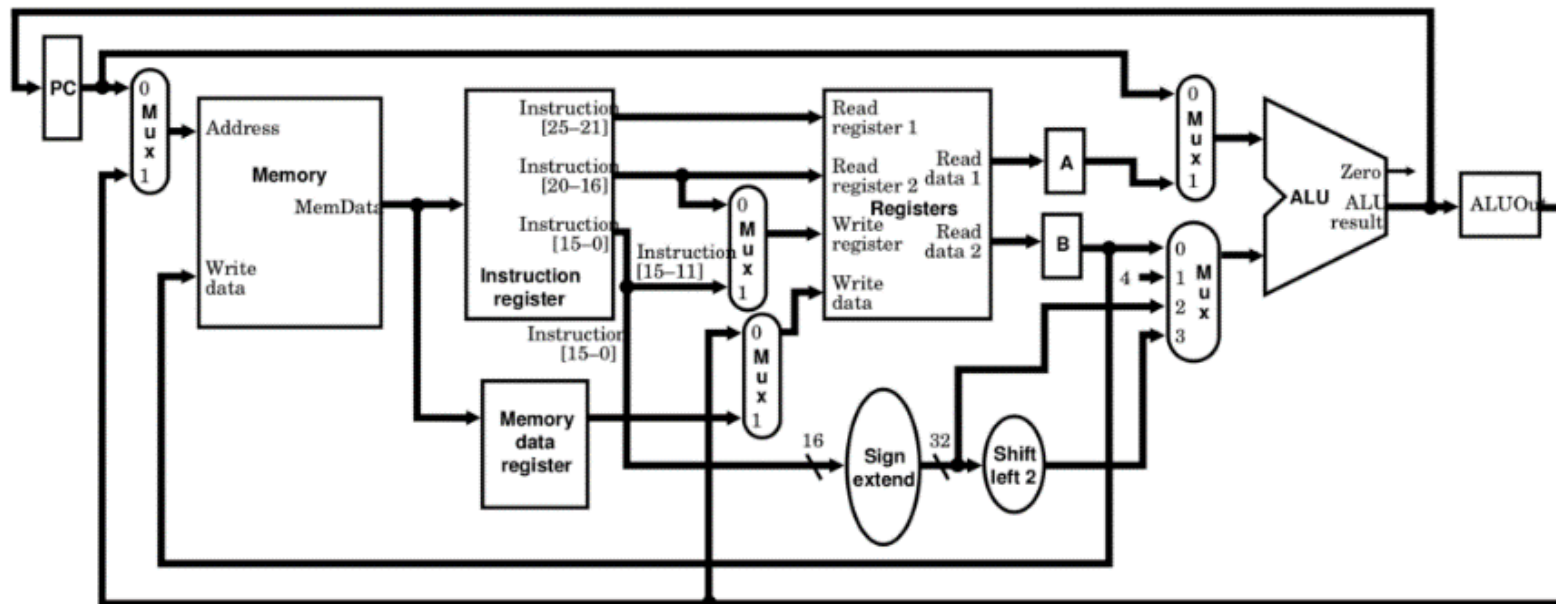 PC
0
M
u
x
1
Address
Memory
MemData
Write
data
Instruction
[25–21]
Instruction
[20–16]
Instruction
[15–0]
Instruction
register
Instruction
[15–11]
Instruction
[15–0]
0
M
u
x
1
0
M
u
x
1
Memory
data
register
Read
register 1
Read
register 2
Registers
Write
register
Write
data
Read
data 1
Read
data 2
16
Sign
extend
32
Shift
left 2
A
B
4
0
M
u
x
1
0
1
2
3
M
u
x
Zero
ALU
ALU
result
ALUOut